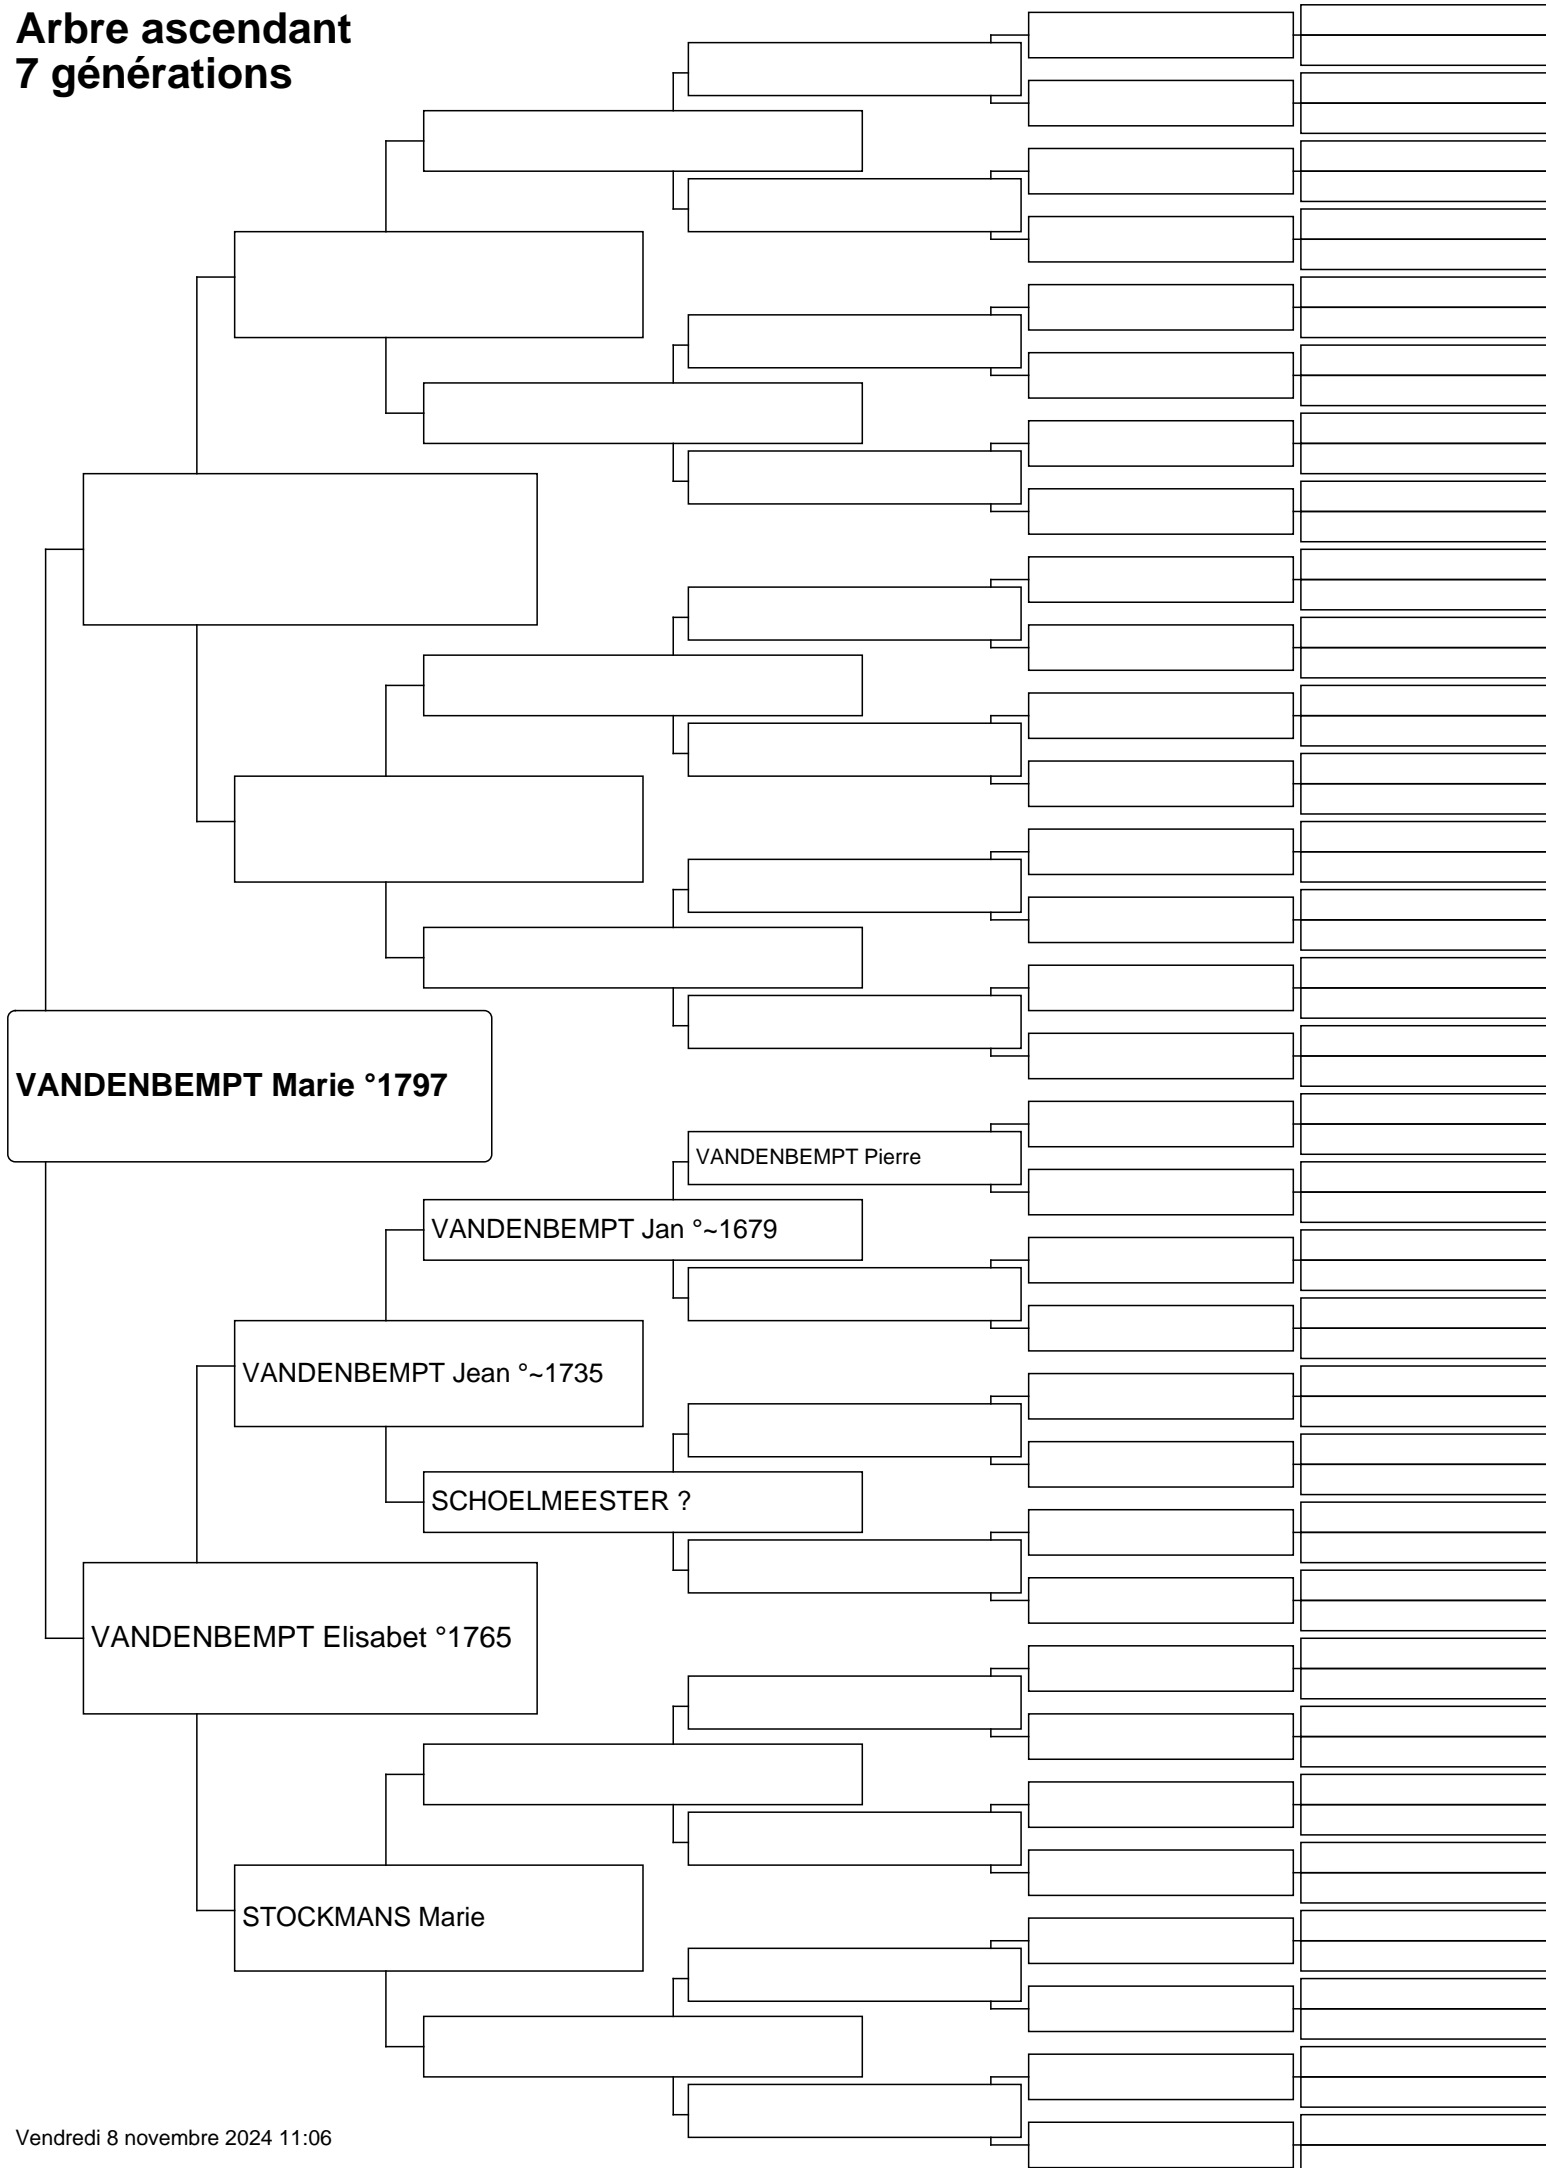 Arbre ascendant
7 générations
VANDENBEMPT Marie °1797
VANDENBEMPT Pierre
VANDENBEMPT Jan °~1679
VANDENBEMPT Jean °~1735
SCHOELMEESTER ?
VANDENBEMPT Elisabet °1765
STOCKMANS Marie
Vendredi 8 novembre 2024 11:06